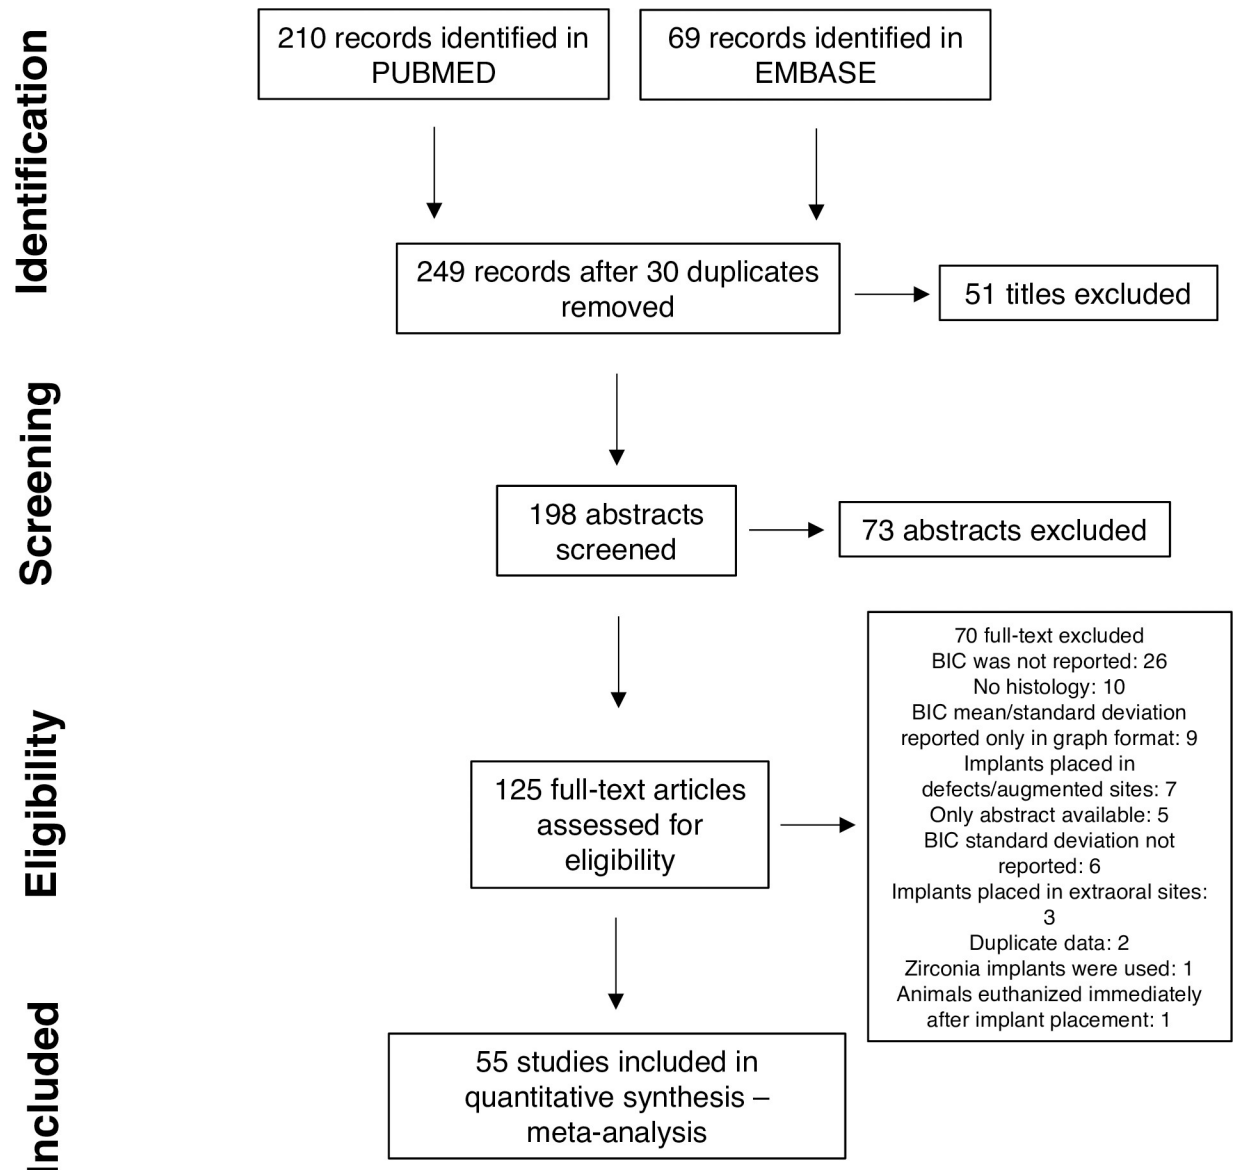 Identification
210 records identified in
PUBMED
69 records identified in
EMBASE
249 records after 30 duplicates
removed
51 titles excluded
Screening
198 abstracts
screened
73 abstracts excluded
Eligibility
125 full-text articles
assessed for
eligibility
70 full-text excluded
BIC was not reported: 26
No histology: 10
BIC mean/standard deviation
reported only in graph format: 9
Implants placed in
defects/augmented sites: 7
Only abstract available: 5
BIC standard deviation not
reported: 6
Implants placed in extraoral sites:
3
Duplicate data: 2
Zirconia implants were used: 1
Animals euthanized immediately
after implant placement: 1
Included
55 studies included in
quantitative synthesis –
meta-analysis